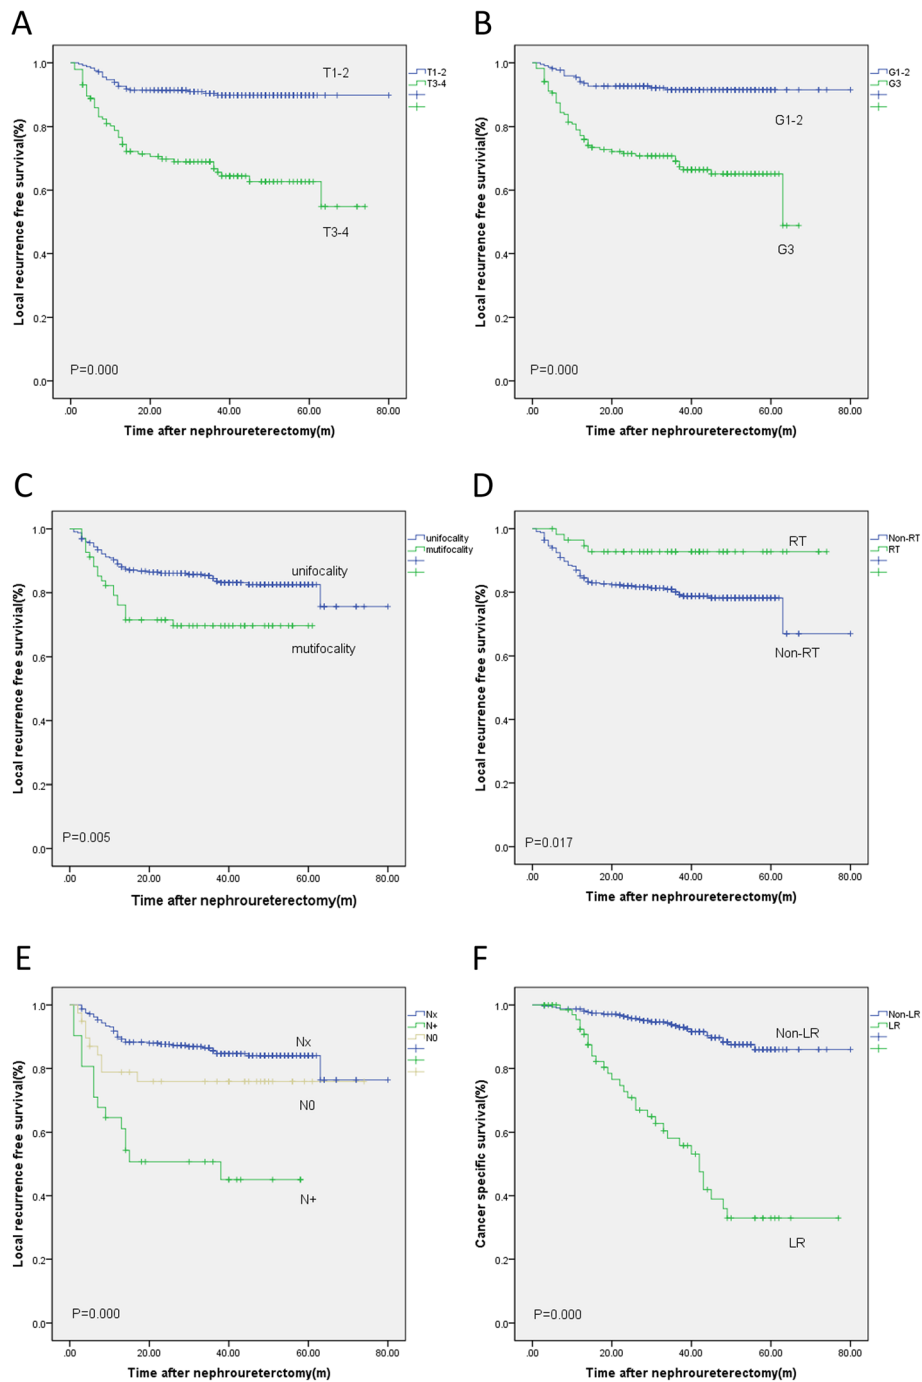 A
Local recurrence free survival(%)
1.0
0.8
0.6
0.4
0.2
0.0
T1-2
T3-4
P=0.000
.00 20.00 40.00 60.00 80.00
Time after nephroureterectomy(m)
T1-2
T3-4
B
Local recurrence free survival(%)
1.0
0.8
0.6
0.4
0.2
0.0
G1-2
G3
P=0.000
.00 20.00 40.00 60.00 80.00
Time after nephroureterectomy(m)
G1-2
G3
C
Local recurrence free survivial(%)
1.0
0.8
0.6
0.4
0.2
0.0
unifocality
mutifocality
P=0.005
.00 20.00 40.00 60.00 80.00
Time after nephroureterectomy(m)
unifocality
mutifocality
D
Local recurrence free survival(%)
1.0
0.8
0.6
0.4
0.2
0.0
RT
Non-RT
P=0.017
.00 20.00 40.00 60.00 80.00
Time after nephroureterectomy(m)
Non-RT
RT
E
Local recurrence free survival(%)
1.0
0.8
0.6
0.4
0.2
0.0
Nx
N0
N+
P=0.000
.00 20.00 40.00 60.00 80.00
Time after nephroureterectomy(m)
Nx
N+
N0
F
Cancer specific survival(%)
1.0
0.8
0.6
0.4
0.2
0.0
Non-LR
LR
P=0.000
.00 20.00 40.00 60.00 80.00
Time after nephroureterectomy(m)
Non-LR
LR